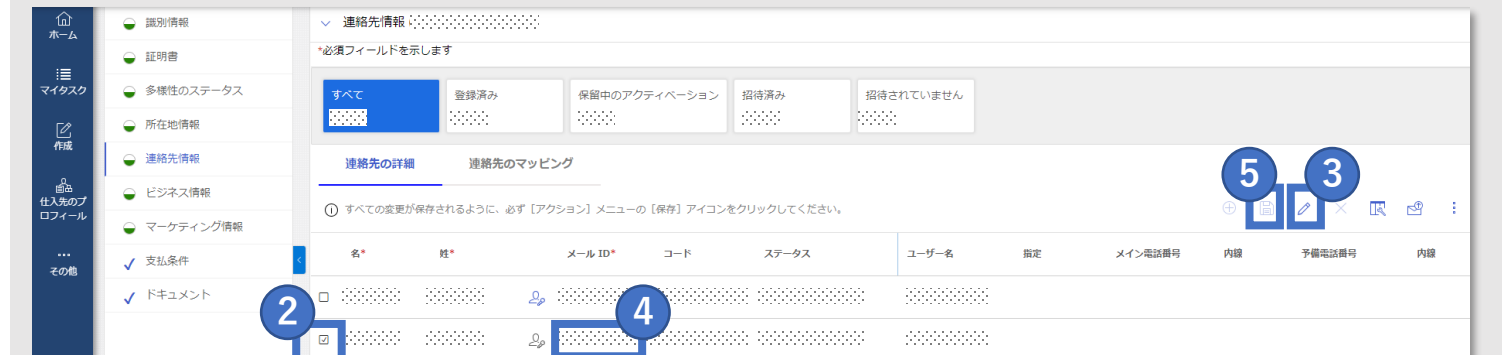 ホーム
マイタスク
作成
仕入先のプ
ロフィール
その他
識別情報
証明書
多様性のステータス
所在地情報
連絡先情報
ビジネス情報
マーケティング情報
支払条件
ドキュメント
連絡先情報
*必須フィールドを示します
すべて 登録済み 保留中のアクティベーション 招待済み 招待されていません
連絡先の詳細 連絡先のマッピング
5 3
すべての変更が保存されるように、必ず [アクション] メニューの [保存] アイコンをクリックしてください。
名* 姓* メール ID* コード ステータス ユーザー名 指定 メイン電話番号 内線 予備電話番号 内線
2 4